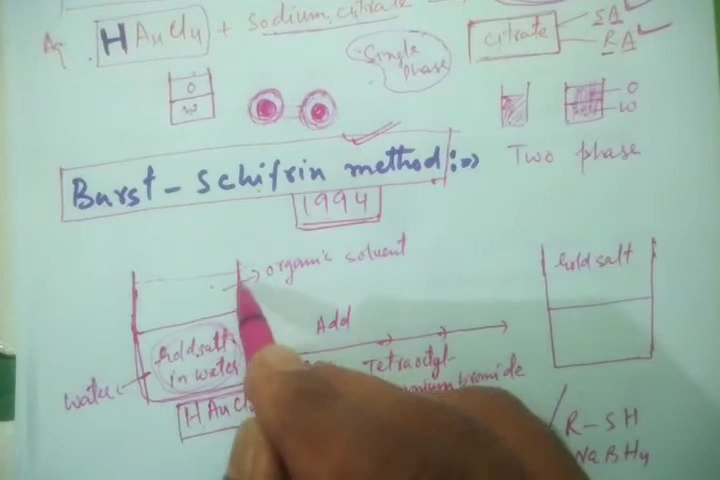 Aq. HAuCl4 + Sodium citrate
citrate SA
RA
Single phase
O
W
O
W
Burst - Schifrin method :=> Two phase
1994
organic solvent
Gold salt
Gold salt in water
Add
water
Tetraoctyl-
bromide
HAuCl
R-SH
NaBH4